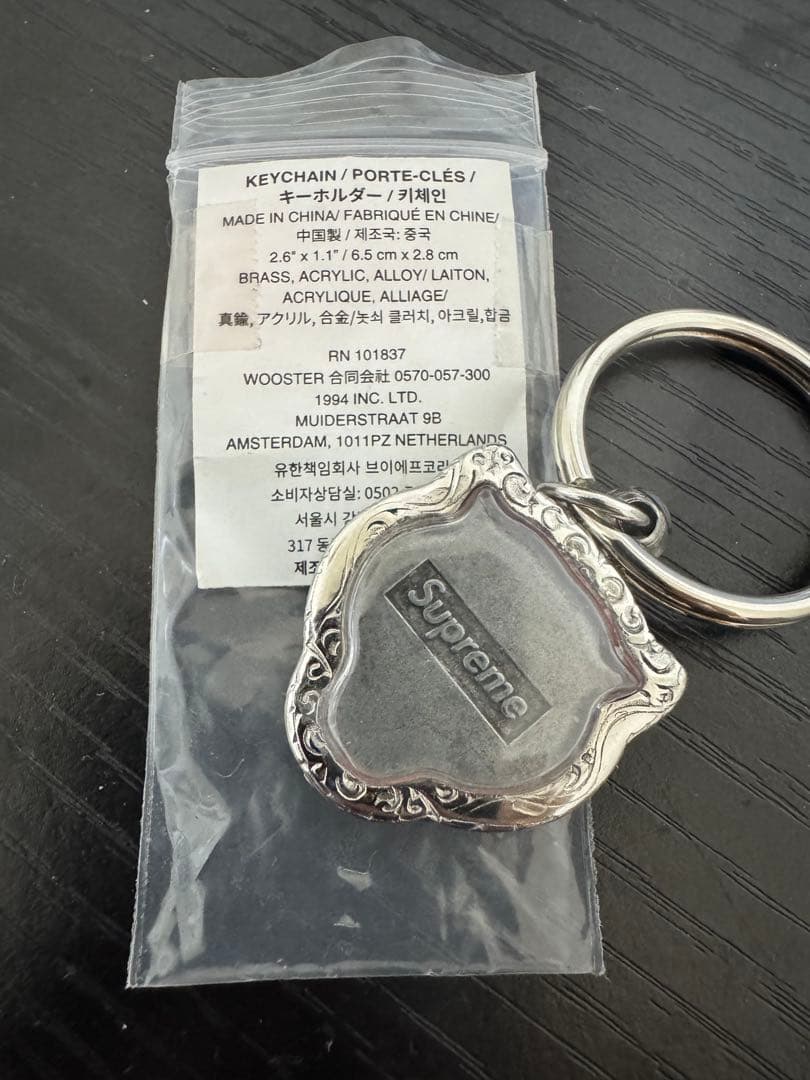 KEYCHAIN / PORTE-CLÉS /
キーホルダー / 키체인
MADE IN CHINA/ FABRIQUÉ EN CHINE/
中国製 / 제조국: 중국
2.6" x 1.1" / 6.5 cm x 2.8 cm
BRASS, ACRYLIC, ALLOY/ LAITON,
ACRYLIQUE, ALLIAGE/
真鍮, アクリル, 合金/놋쇠 클러치, 아크릴,합금
RN 101837
WOOSTER 合同会社 0570-057-300
1994 INC. LTD.
MUIDERSTRAAT 9B
AMSTERDAM, 1011PZ NETHERLANDS
유한책임회사 브이에프코리
소비자상담실: 0502
서울시 강
317 동
제조
Supreme